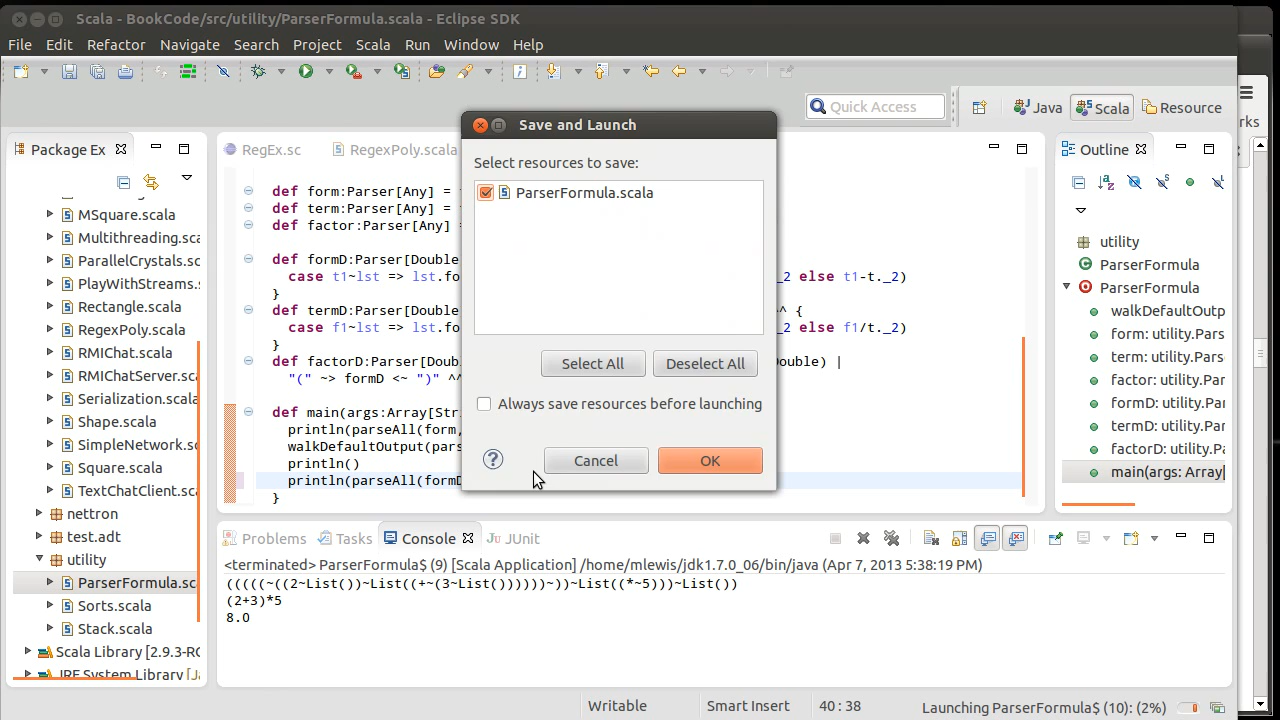 Scala - BookCode/src/utility/ParserFormula.scala - Eclipse SDK
File Edit Refactor Navigate Search Project Scala Run Window Help
Quick Access
Java
Scala
Resource
Package Ex
MSquare.scala
Multithreading.sca
ParallelCrystals.sc
PlayWithStreams.s
Rectangle.scala
RegexPoly.scala
RMIChat.scala
RMIChatServer.sca
Serialization.scala
Shape.scala
SimpleNetwork.sc
Square.scala
TextChatClient.sca
nettron
test.adt
utility
ParserFormula.sc
Sorts.scala
Stack.scala
Scala Library [2.9.3-RC
JRE System Library [Ja
RegEx.sc
RegexPoly.scala
def form:Parser[Any] =
def term:Parser[Any] =
def factor:Parser[Any] =
def formD:Parser[Double
case t1~lst => lst.fo _2 else t1-t._2)
}
def termD:Parser[Double ^ {
case f1~lst => lst.fo _2 else f1/t._2)
}
def factorD:Parser[Doub Double) |
"(" ~> formD <~ ")" ^^
def main(args:Array[Str
println(parseAll(form,
walkDefaultOutput(pars
println()
println(parseAll(formD
}
Save and Launch
Select resources to save:
ParserFormula.scala
Select All
Deselect All
Always save resources before launching
Cancel
OK
Outline
utility
ParserFormula
ParserFormula
walkDefaultOutp
form: utility.Pars
term: utility.Pars
factor: utility.Par
formD: utility.Par
termD: utility.Par
factorD: utility.Pa
main(args: Array[
rks
Problems
Tasks
Console
JUnit
<terminated> ParserFormula$ (9) [Scala Application] /home/mlewis/jdk1.7.0_06/bin/java (Apr 7, 2013 5:38:19 PM)
(((((~((2~List())~List((+~(3~List())))))~))~List((*~5)))~List())
(2+3)*5
8.0
Writable
Smart Insert
40 : 38
Launching ParserFormula$ (10): (2%)